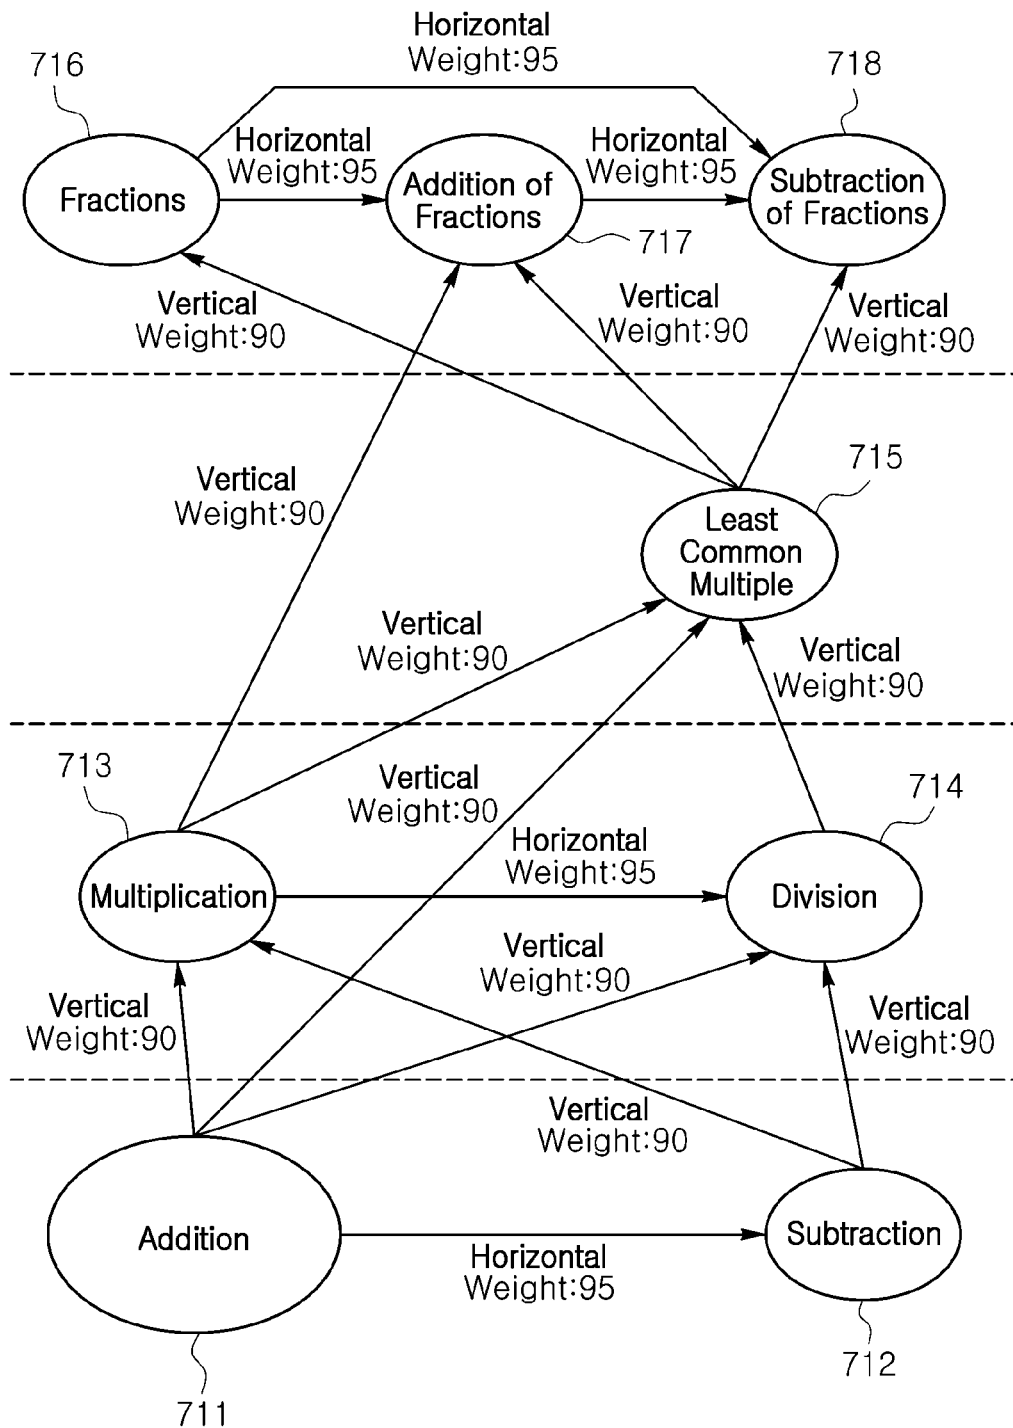 Horizontal
Weight:95
716
718
Horizontal
Weight:95
Horizontal
Weight:95
Fractions
Addition of
Fractions
Subtraction
of Fractions
717
Vertical
Weight:90
Vertical
Weight:90
Vertical
Weight:90
715
Vertical
Weight:90
Least
Common
Multiple
Vertical
Weight:90
Vertical
Weight:90
713
Vertical
Weight:90
714
Horizontal
Weight:95
Multiplication
Division
Vertical
Weight:90
Vertical
Weight:90
Vertical
Weight:90
Vertical
Weight:90
Addition
Subtraction
Horizontal
Weight:95
712
711